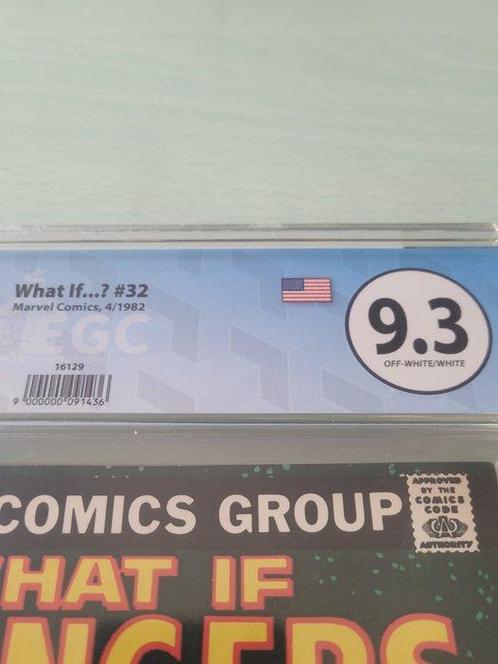 What If...? #32
Marvel Comics, 4/1982
EGC
16129
9 000000 091436
9.3
OFF-WHITE/WHITE
COMICS GROUP
APPROVED
BY THE
COMICS
CODE
AUTHORITY
HAT IF
NGERS